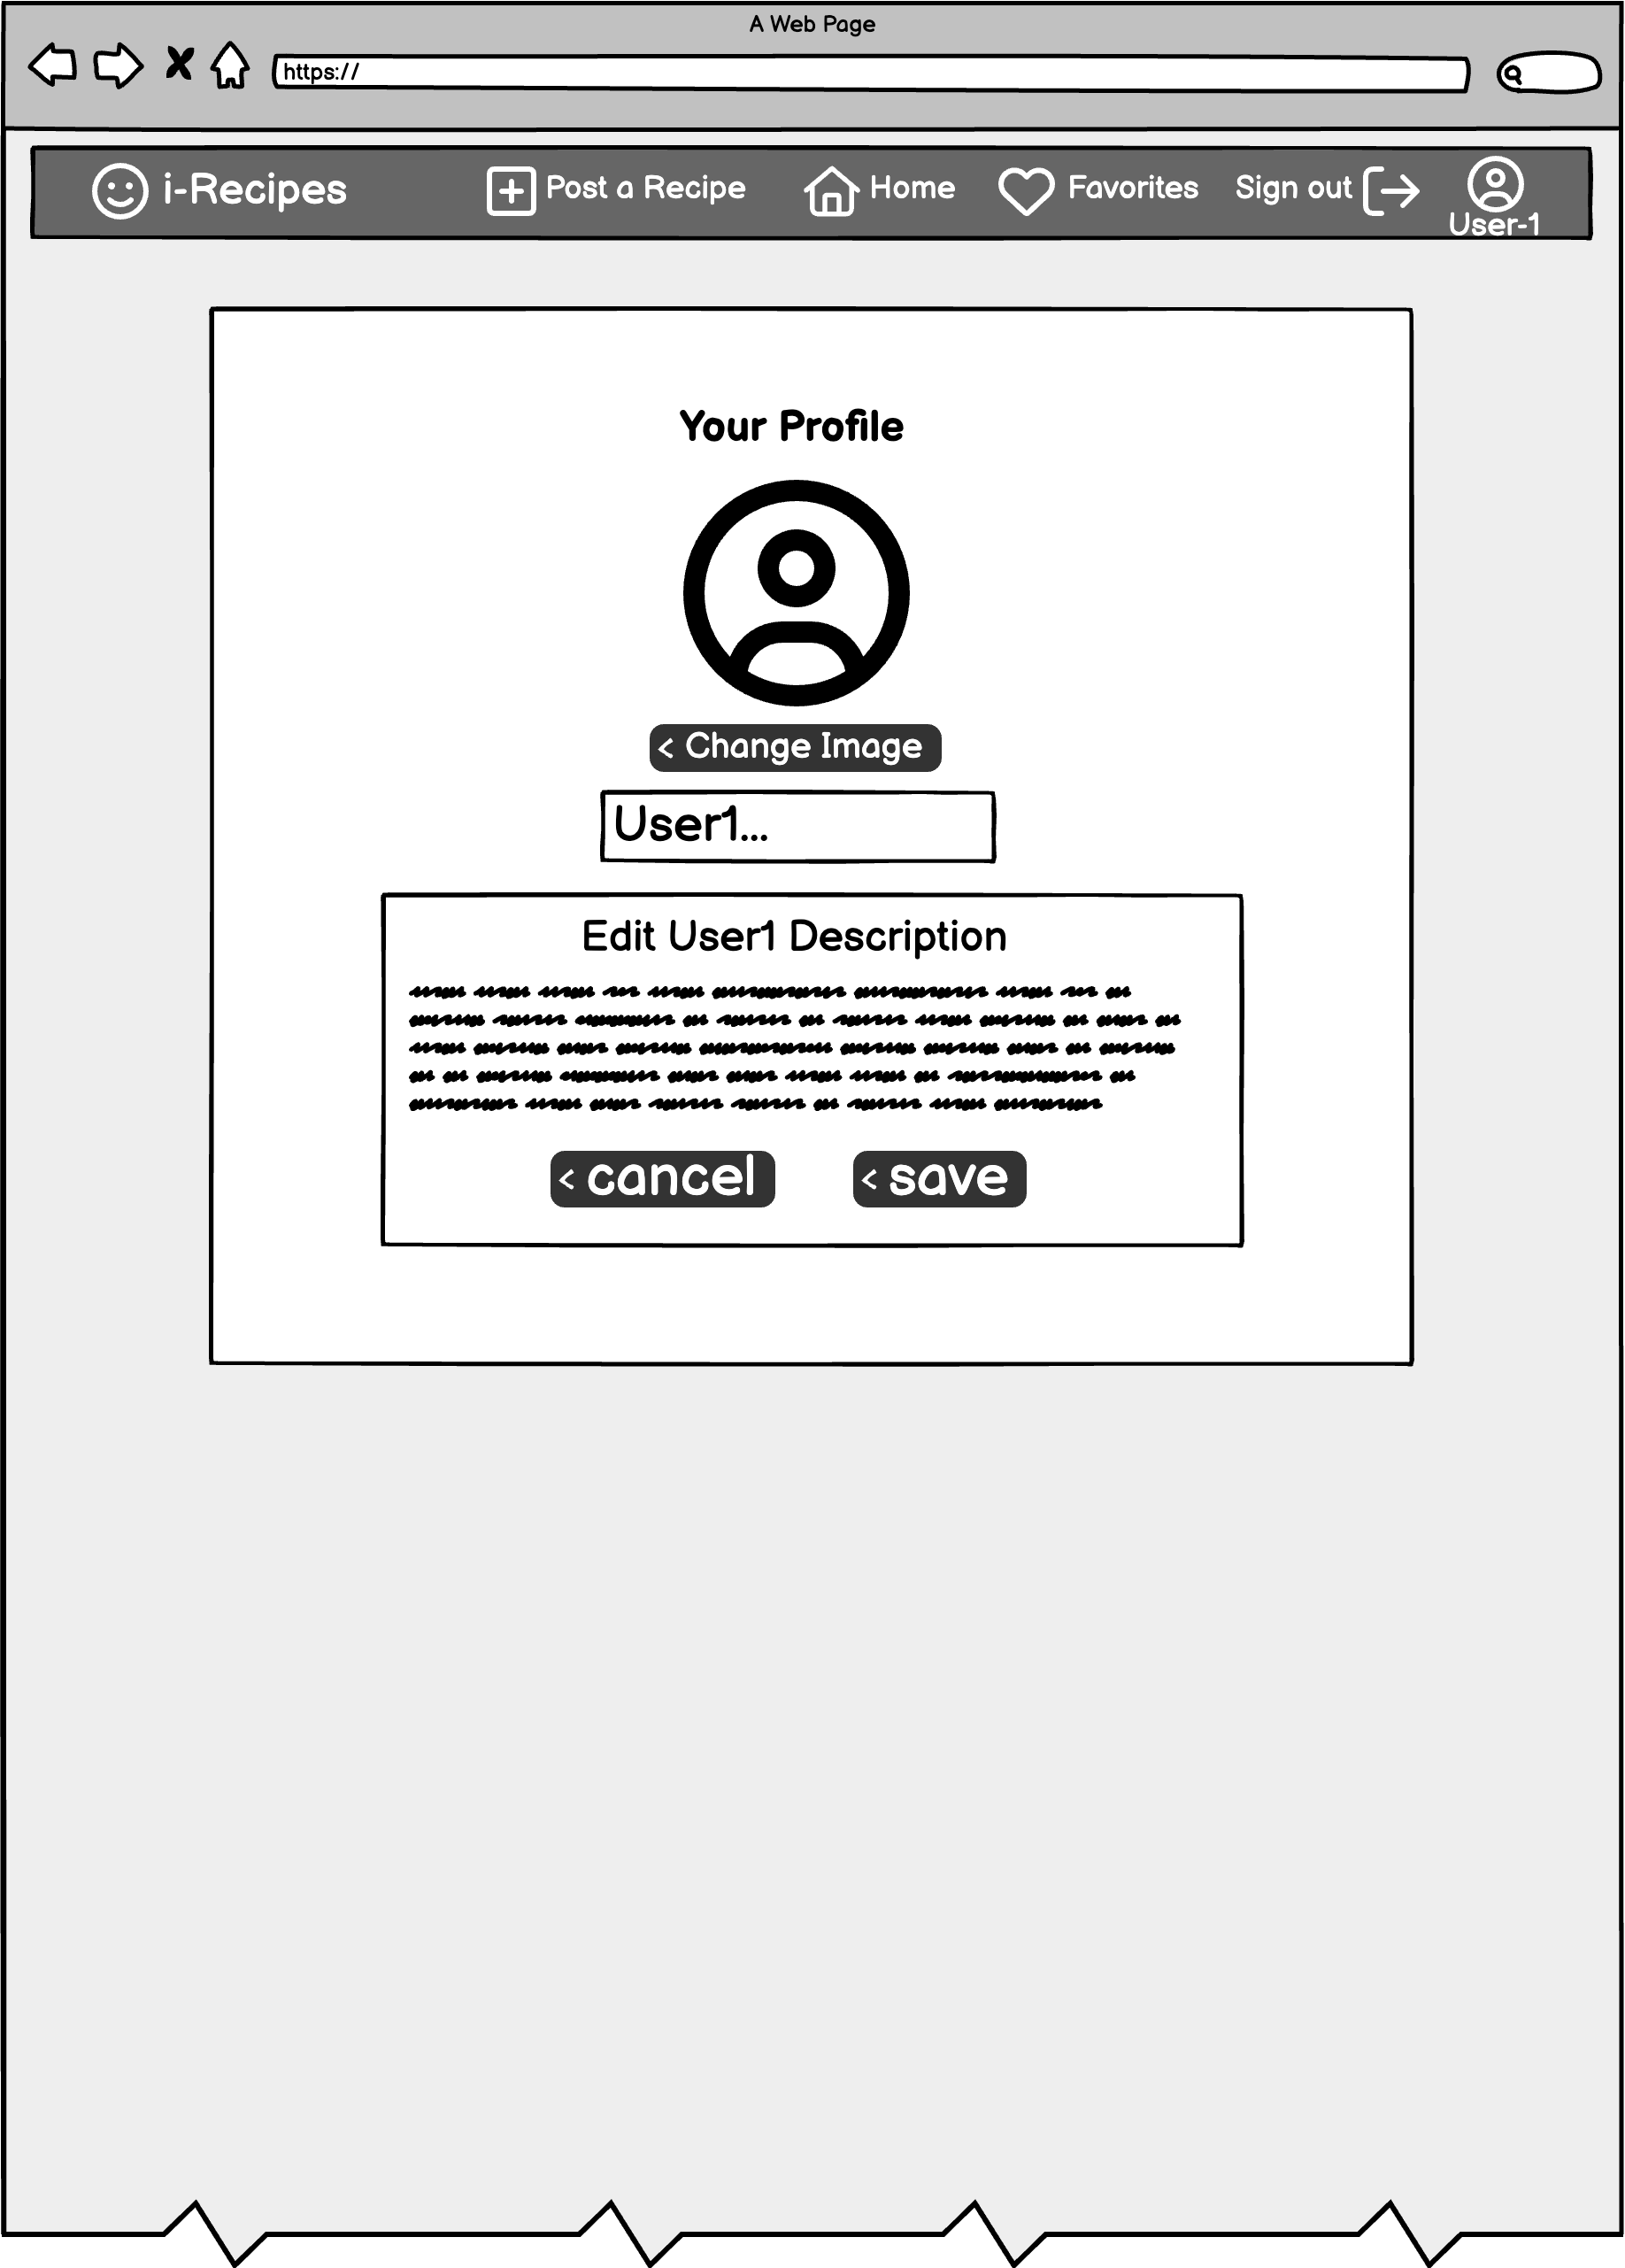 A Web Page
https://
i-Recipes Post a Recipe Home Favorites Sign out
User-1
Your Profile
< Change Image
User1...
Edit User1 Description
< cancel < save